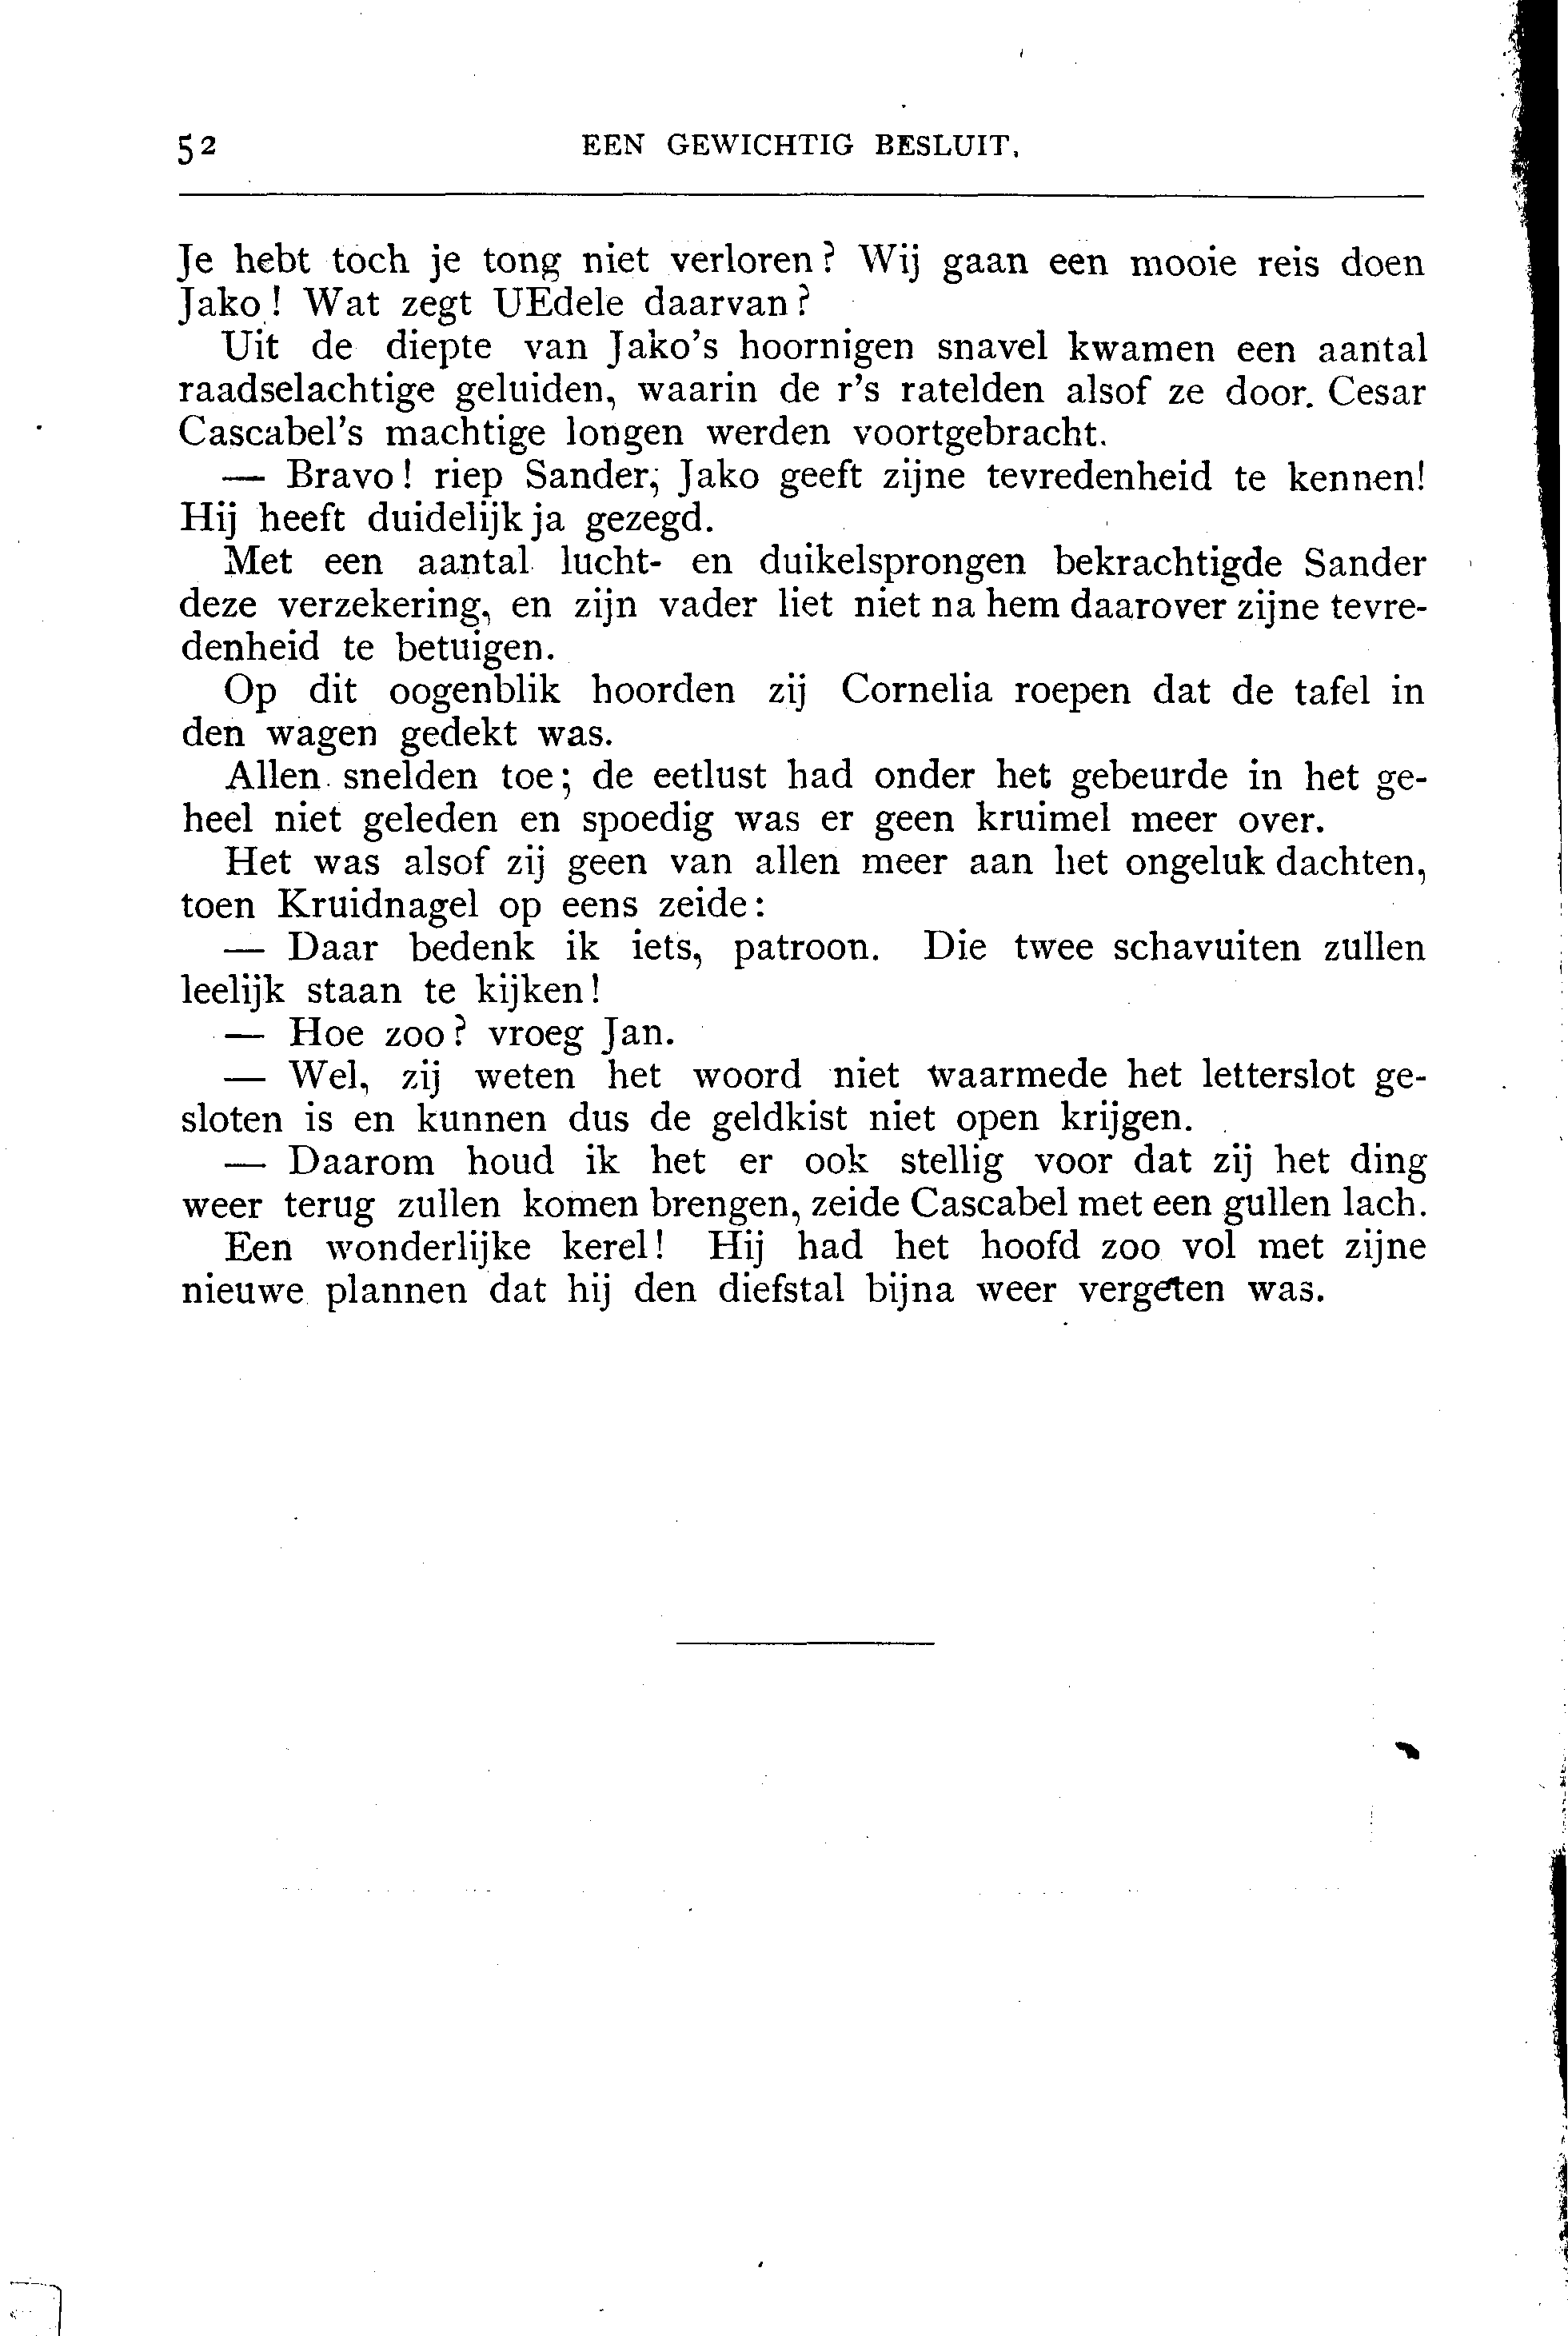 52
EEN GEWICHTIG BESLUIT.
Je hebt toch je tong niet verloren? Wij gaan een mooie reis doen
Jako! Wat zegt UEdele daarvan?
Uit de diepte van Jako's hoornigen snavel kwamen een aantal
raadselachtige geluiden, waarin de r's ratelden alsof ze door. Cesar
Cascabel's machtige longen werden voortgebracht.
— Bravo! riep Sander, Jako geeft zijne tevredenheid te kennen!
Hij heeft duidelijk ja gezegd.
Met een aantal lucht- en duikelsprongen bekrachtigde Sander
deze verzekering, en zijn vader liet niet na hem daarover zijne tevre-
denheid te betuigen.
Op dit oogenblik hoorden zij Cornelia roepen dat de tafel in
den wagen gedekt was.
Allen snelden toe; de eetlust had onder het gebeurde in het ge-
heel niet geleden en spoedig was er geen kruimel meer over.
Het was alsof zij geen van allen meer aan het ongeluk dachten,
toen Kruidnagel op eens zeide:
— Daar bedenk ik iets, patroon. Die twee schavuiten zullen
leelijk staan te kijken!
— Hoe zoo? vroeg Jan.
— Wel, zij weten het woord niet waarmede het letterslot ge-
sloten is en kunnen dus de geldkist niet open krijgen.
— Daarom houd ik het er ook stellig voor dat zij het ding
weer terug zullen komen brengen, zeide Cascabel met een gullen lach.
Een wonderlijke kerel! Hij had het hoofd zoo vol met zijne
nieuwe plannen dat hij den diefstal bijna weer vergeten was.